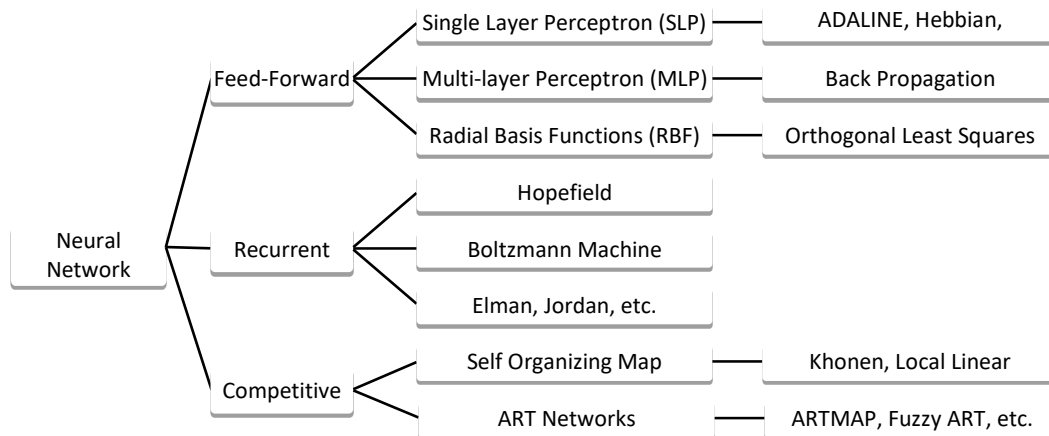 Single Layer Perceptron (SLP)
ADALINE, Hebbian,
Feed-Forward
Multi-layer Perceptron (MLP)
Back Propagation
Radial Basis Functions (RBF)
Orthogonal Least Squares
Hopefield
Neural
Network
Recurrent
Boltzmann Machine
Elman, Jordan, etc.
Self Organizing Map
Khonen, Local Linear
Competitive
ART Networks
ARTMAP, Fuzzy ART, etc.